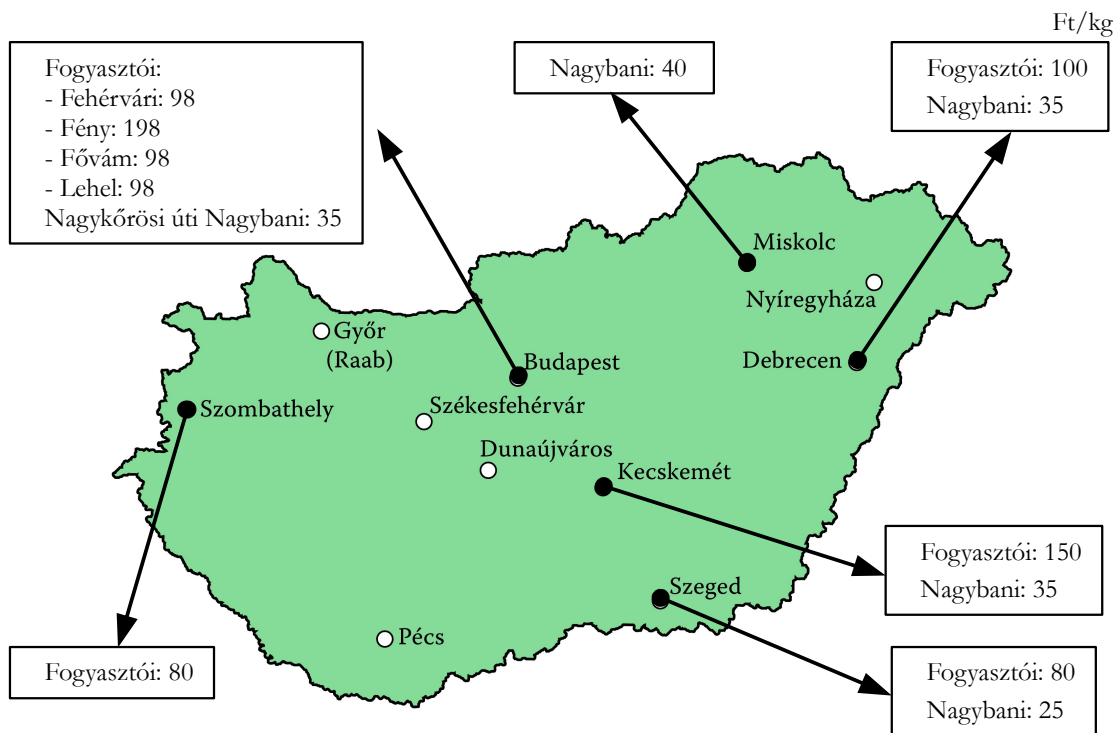 Ft/kg
Fogyasztói:
- Fehérvári: 98
- Fény: 198
- Fővám: 98
- Lehel: 98
Nagykőrösi úti Nagybani: 35
Nagybani: 40
Fogyasztói: 100
Nagybani: 35
Miskolc
Nyíregyháza
Győr
(Raab)
Budapest
Debrecen
Szombathely
Székesfehérvár
Dunaújváros
Kecskemét
Fogyasztói: 150
Nagybani: 35
Szeged
Pécs
Fogyasztói: 80
Fogyasztói: 80
Nagybani: 25